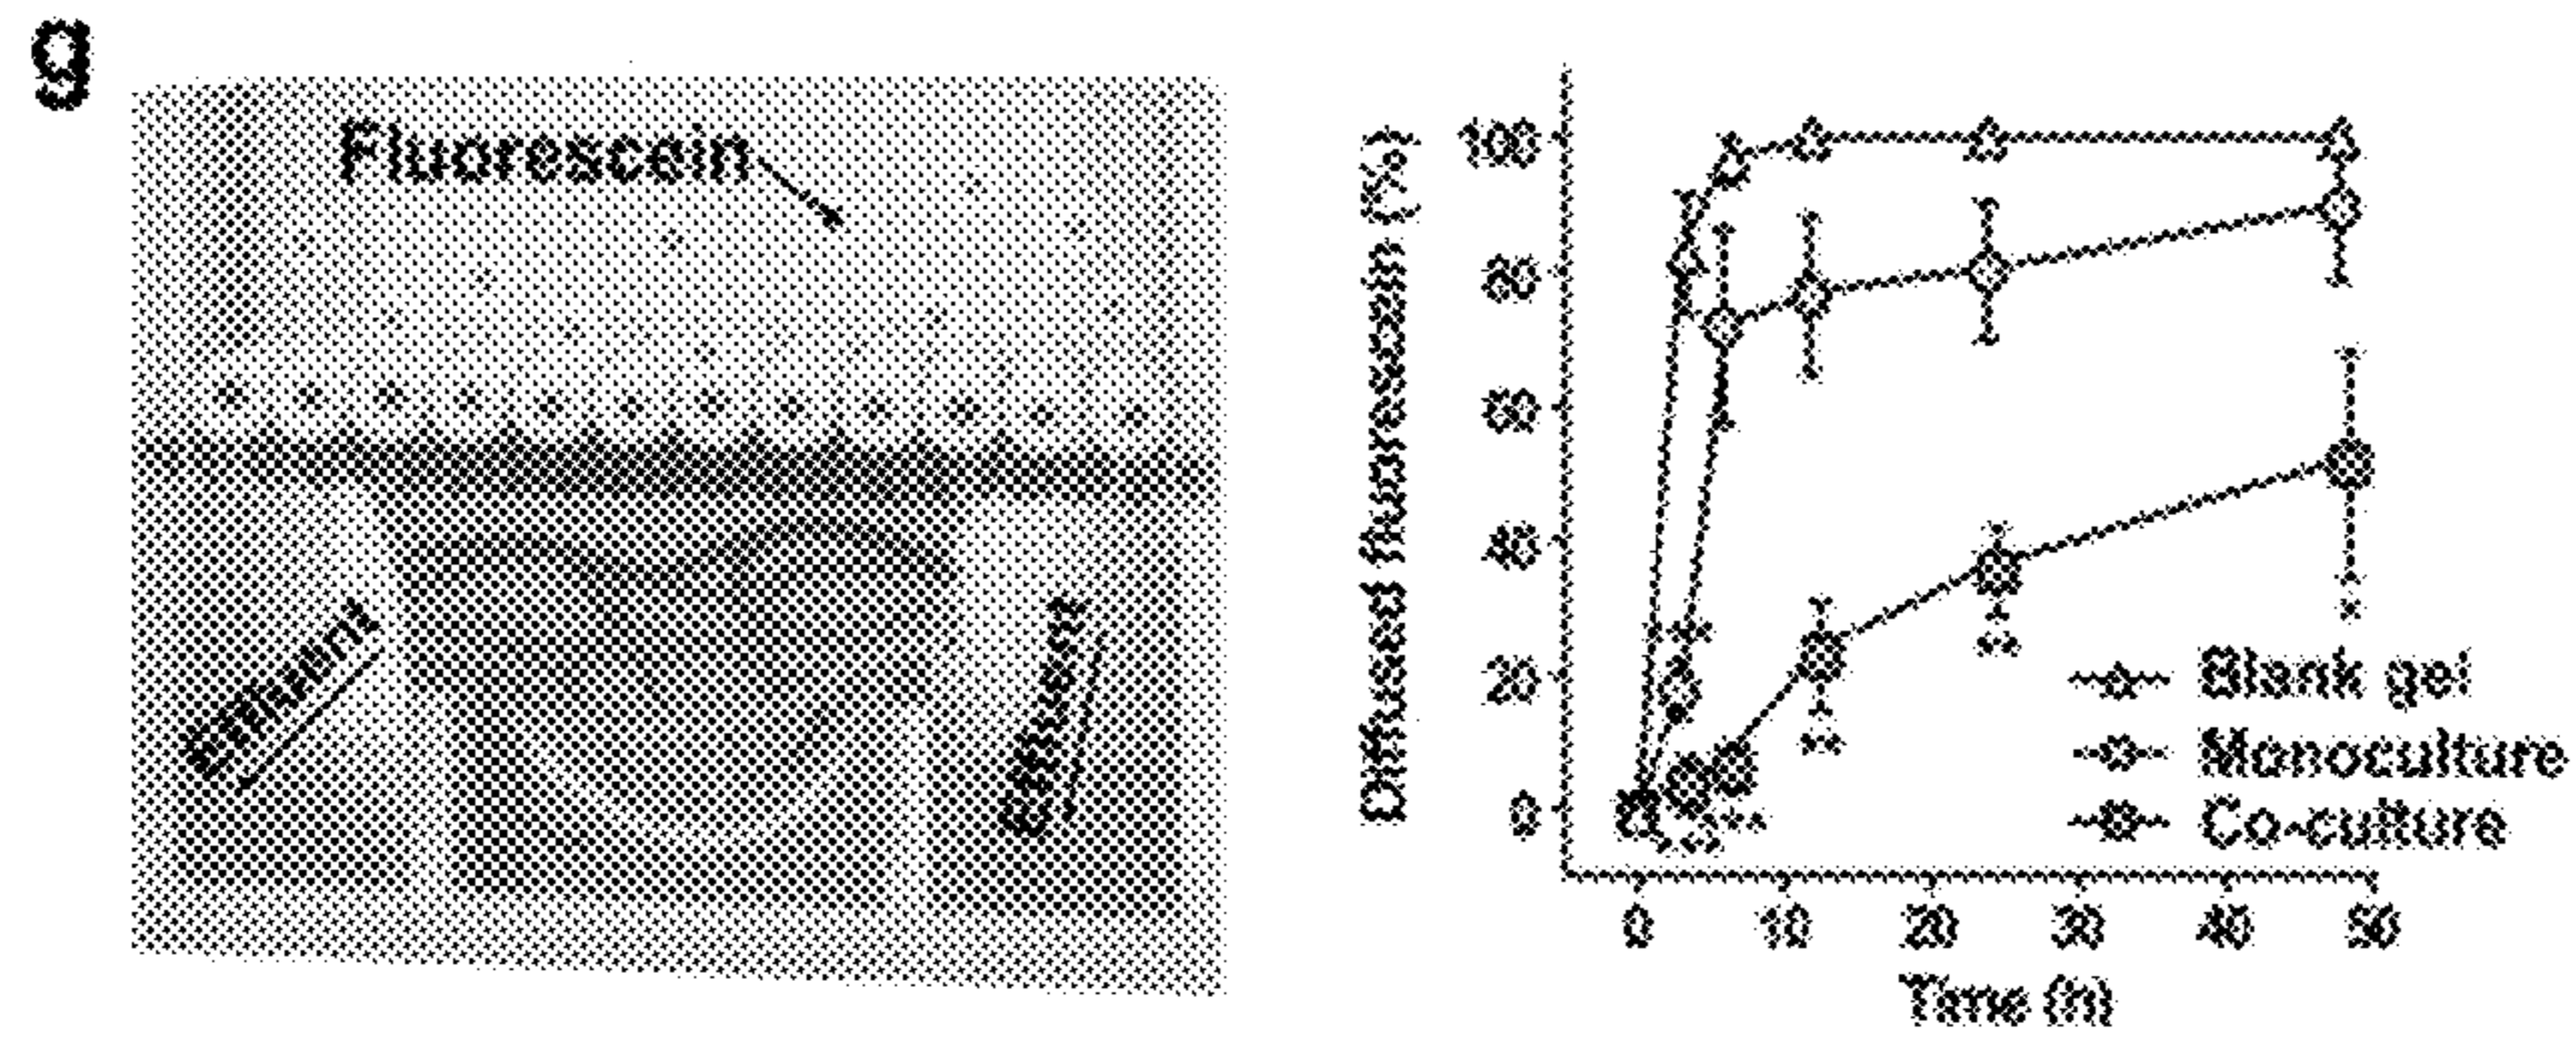 g
Fluorescein
Effluent
Effluent
Diffused fluorescein (%)
100
80
60
40
20
0
0 10 20 30 40 50
Time (h)
Blank gel
Monoculture
Co-culture